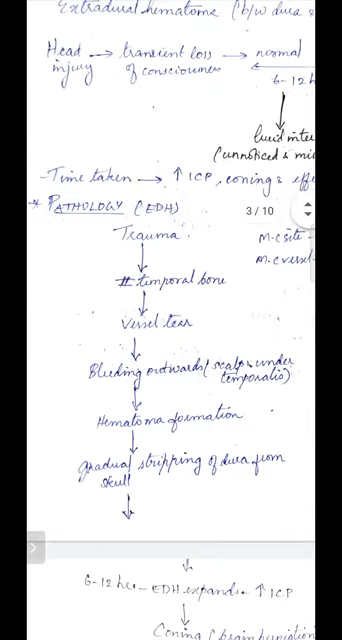 Extradural hematoma (b/w dura &
Head injury → transient loss of consciousness → normal
6-12 h
lucid inte
(unnoticed & mi
- Time taken → ↑ ICP, coning & eff
* PATHOLOGY (EDH)
3 / 10
Trauma
M.C site -
M.C vessel -
# temporal bone
Vessel tear
Bleeding outwards (scalp & under
temporalis)
Hematoma formation
gradual stripping of dura from
skull
6-12 hrs - EDH expands - ↑ ICP
Coning (brain herniation